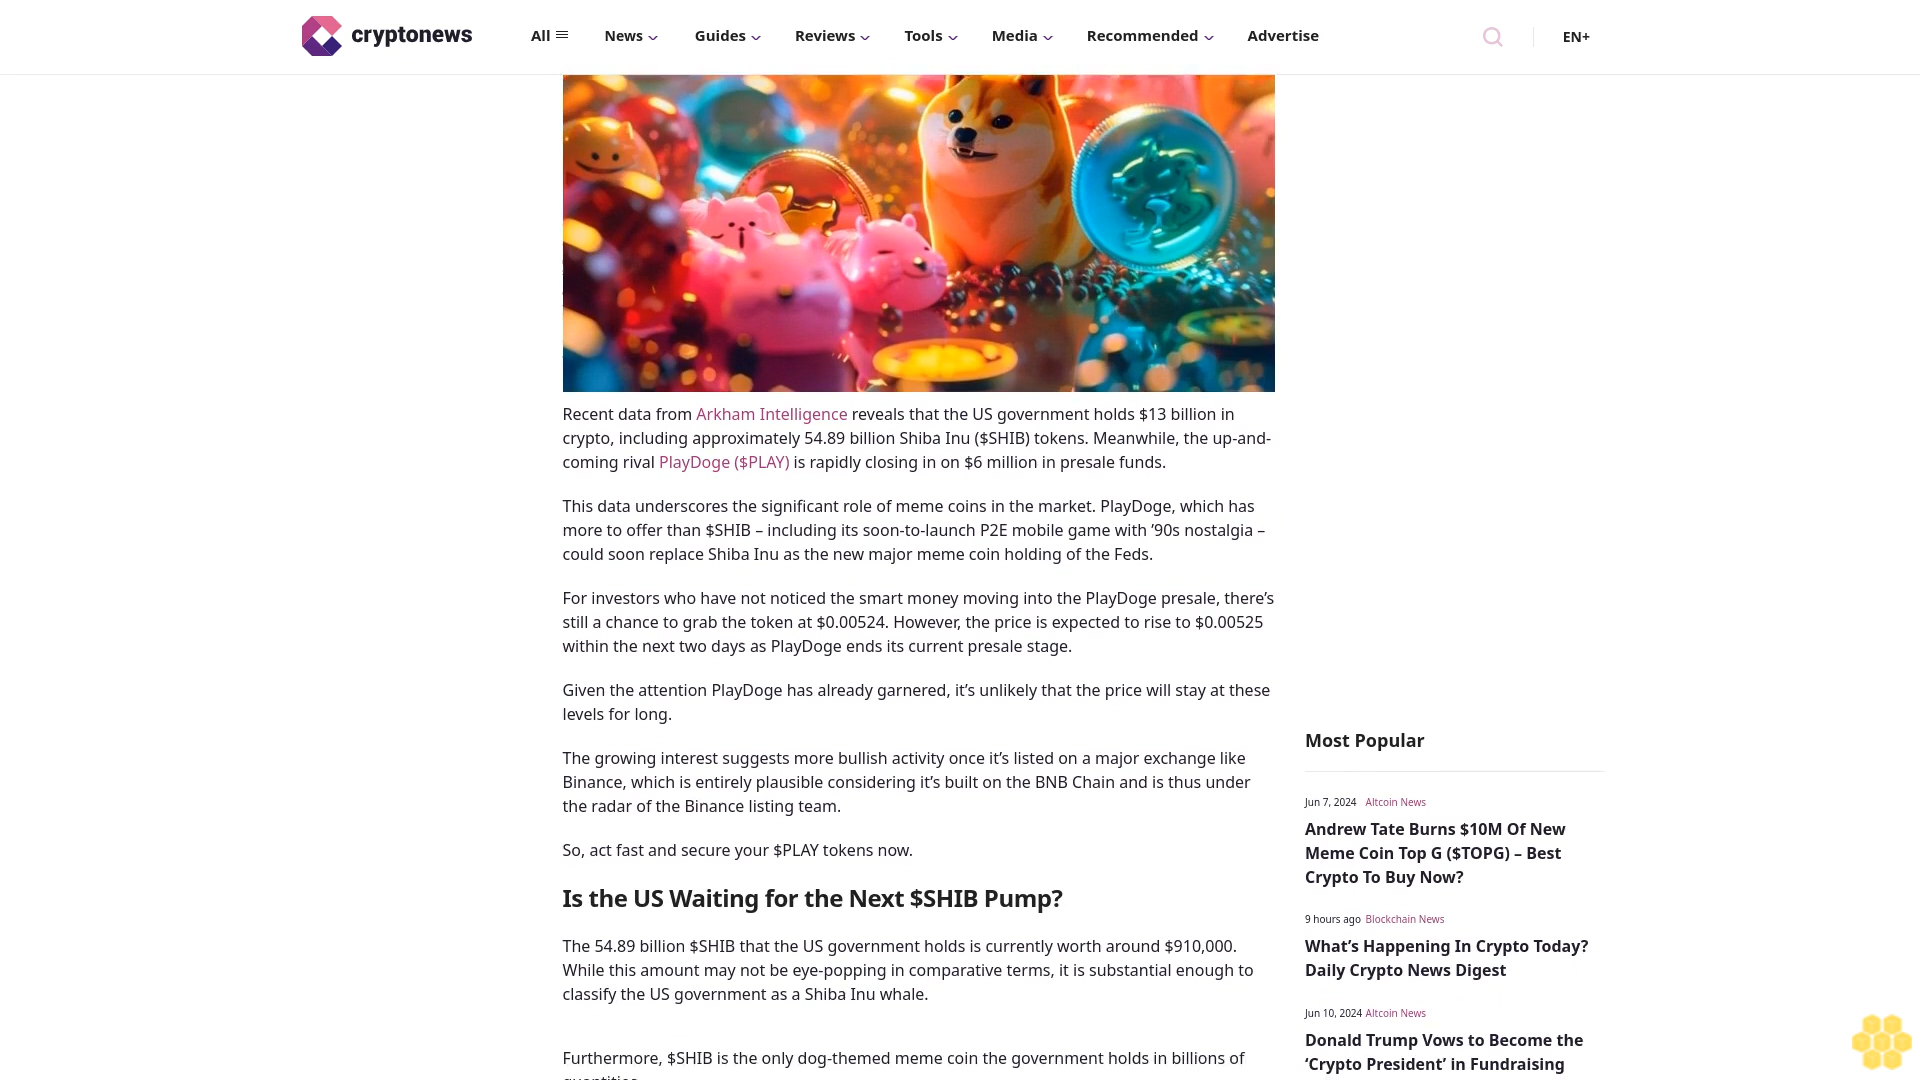 cryptonews
All
News
Guides
Reviews
Tools
Media
Recommended
Advertise
EN+
Recent data from Arkham Intelligence reveals that the US government holds $13 billion in
crypto, including approximately 54.89 billion Shiba Inu ($SHIB) tokens. Meanwhile, the up-and-
coming rival PlayDoge ($PLAY) is rapidly closing in on $6 million in presale funds.
This data underscores the significant role of meme coins in the market. PlayDoge, which has
more to offer than $SHIB – including its soon-to-launch P2E mobile game with ’90s nostalgia –
could soon replace Shiba Inu as the new major meme coin holding of the Feds.
For investors who have not noticed the smart money moving into the PlayDoge presale, there’s
still a chance to grab the token at $0.00524. However, the price is expected to rise to $0.00525
within the next two days as PlayDoge ends its current presale stage.
Given the attention PlayDoge has already garnered, it’s unlikely that the price will stay at these
levels for long.
The growing interest suggests more bullish activity once it’s listed on a major exchange like
Binance, which is entirely plausible considering it’s built on the BNB Chain and is thus under
the radar of the Binance listing team.
So, act fast and secure your $PLAY tokens now.
Is the US Waiting for the Next $SHIB Pump?
The 54.89 billion $SHIB that the US government holds is currently worth around $910,000.
While this amount may not be eye-popping in comparative terms, it is substantial enough to
classify the US government as a Shiba Inu whale.
Furthermore, $SHIB is the only dog-themed meme coin the government holds in billions of
Most Popular
Jun 7, 2024 Altcoin News
Andrew Tate Burns $10M Of New
Meme Coin Top G ($TOPG) – Best
Crypto To Buy Now?
9 hours ago Blockchain News
What’s Happening In Crypto Today?
Daily Crypto News Digest
Jun 10, 2024 Altcoin News
Donald Trump Vows to Become the
‘Crypto President’ in Fundraising